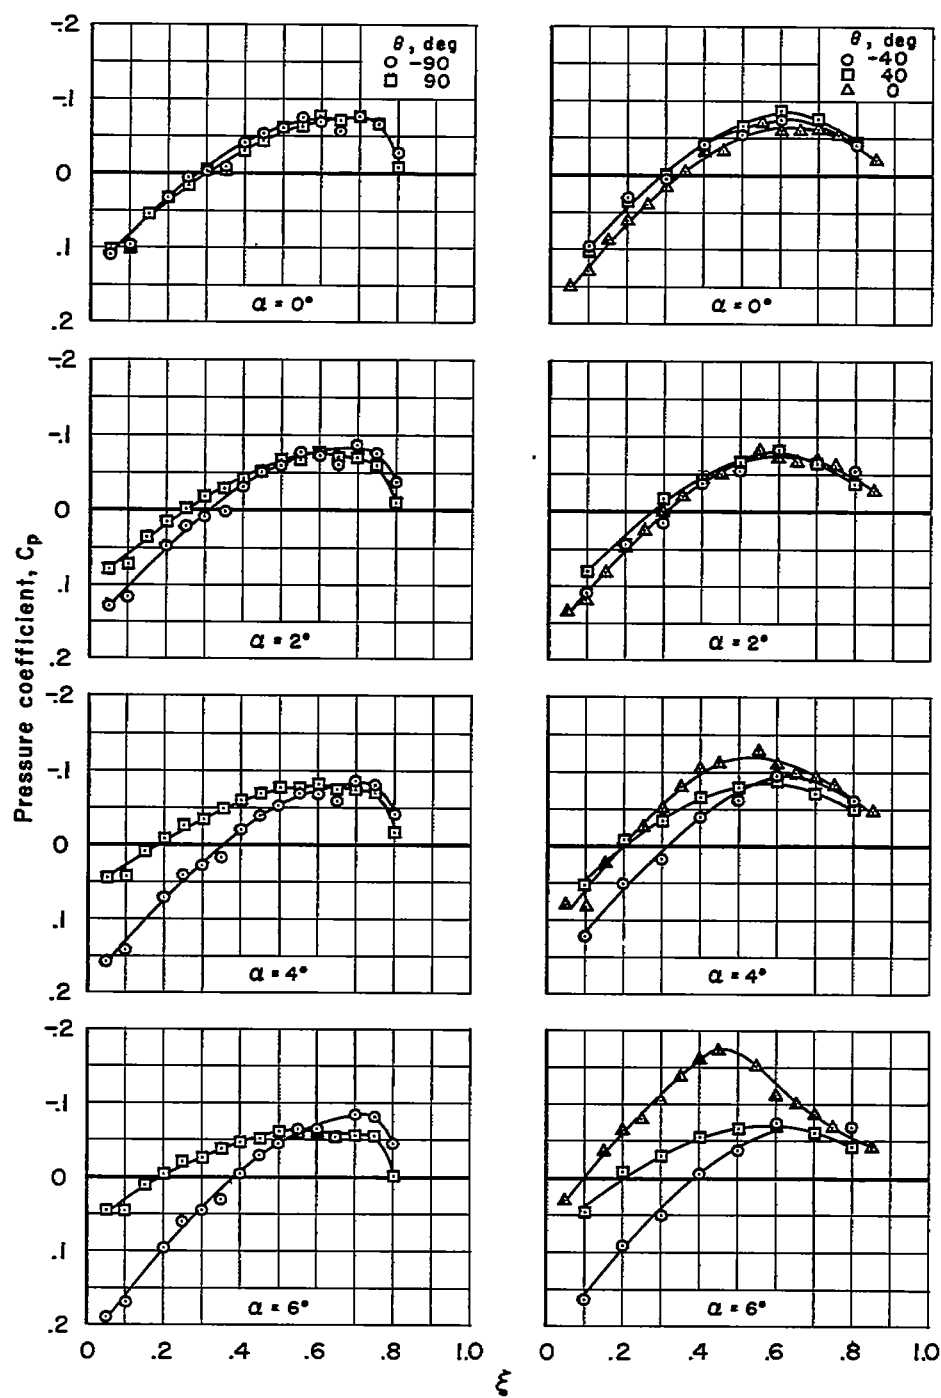 -.2
-.1
0
.1
.2
θ, deg
-90
90
α = 0°
θ, deg
-40
40
0
α = 0°
-.2
-.1
0
.1
.2
α = 2°
α = 2°
Pressure coefficient, Cp
-.2
-.1
0
.1
.2
α = 4°
α = 4°
-.2
-.1
0
.1
.2
α = 6°
α = 6°
0 .2 .4 .6 .8 1.0
0 .2 .4 .6 .8 1.0
ξ